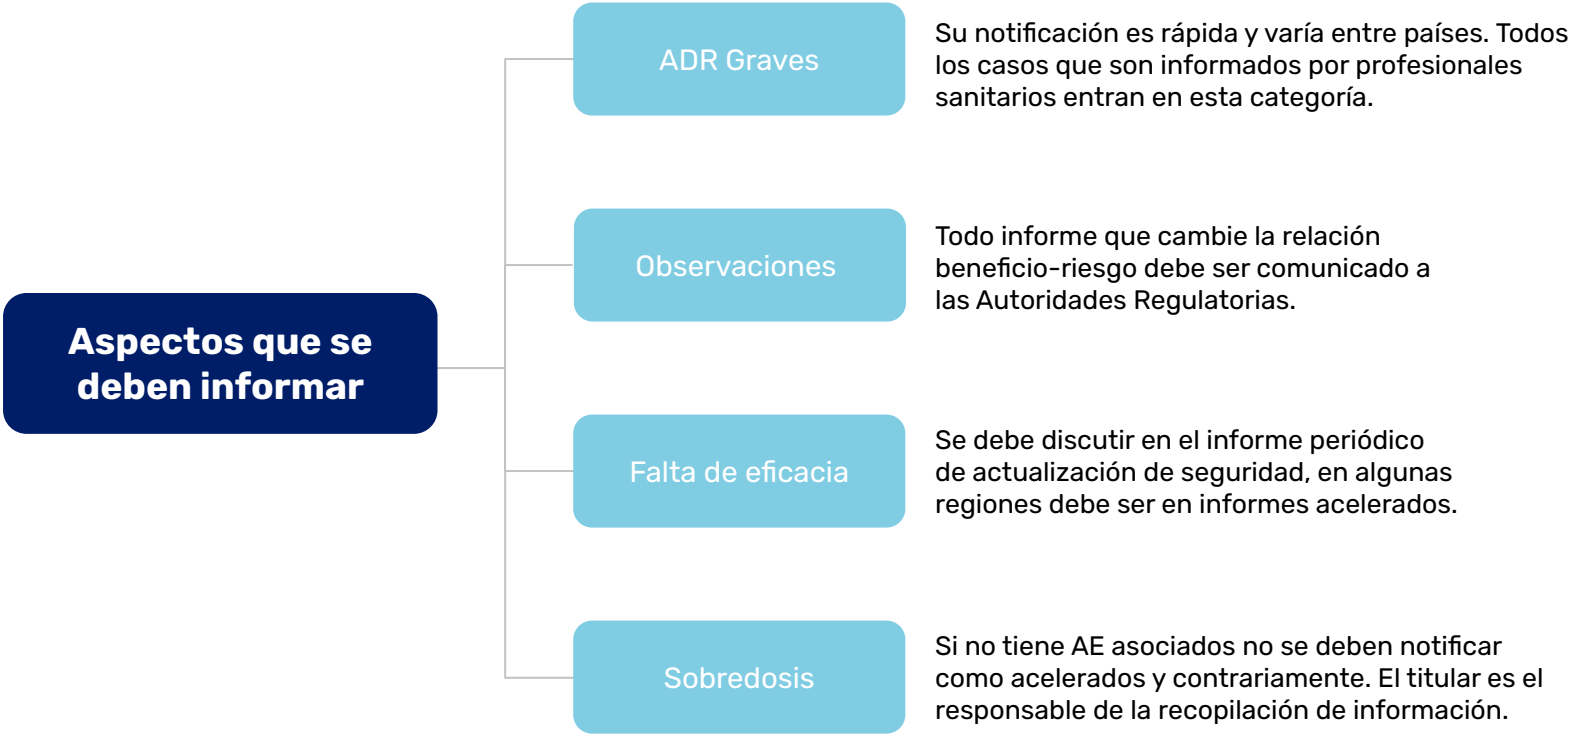 Aspectos que se
deben informar
ADR Graves
Su notificación es rápida y varía entre países. Todos
los casos que son informados por profesionales
sanitarios entran en esta categoría.
Observaciones
Todo informe que cambie la relación
beneficio-riesgo debe ser comunicado a
las Autoridades Regulatorias.
Falta de eficacia
Se debe discutir en el informe periódico
de actualización de seguridad, en algunas
regiones debe ser en informes acelerados.
Sobredosis
Si no tiene AE asociados no se deben notificar
como acelerados y contrariamente. El titular es el
responsable de la recopilación de información.